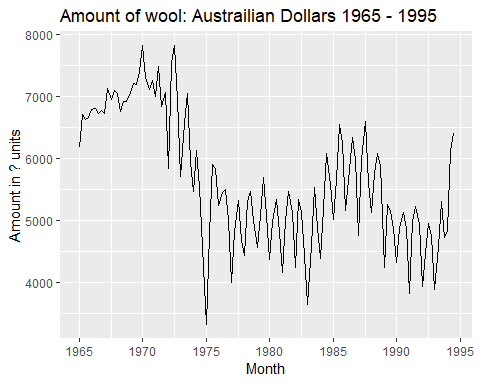 Amount of wool: Austrailian Dollars 1965 - 1995
8000
7000
6000
5000
4000
Amount in ? units
1965 1970 1975 1980 1985 1990 1995
Month